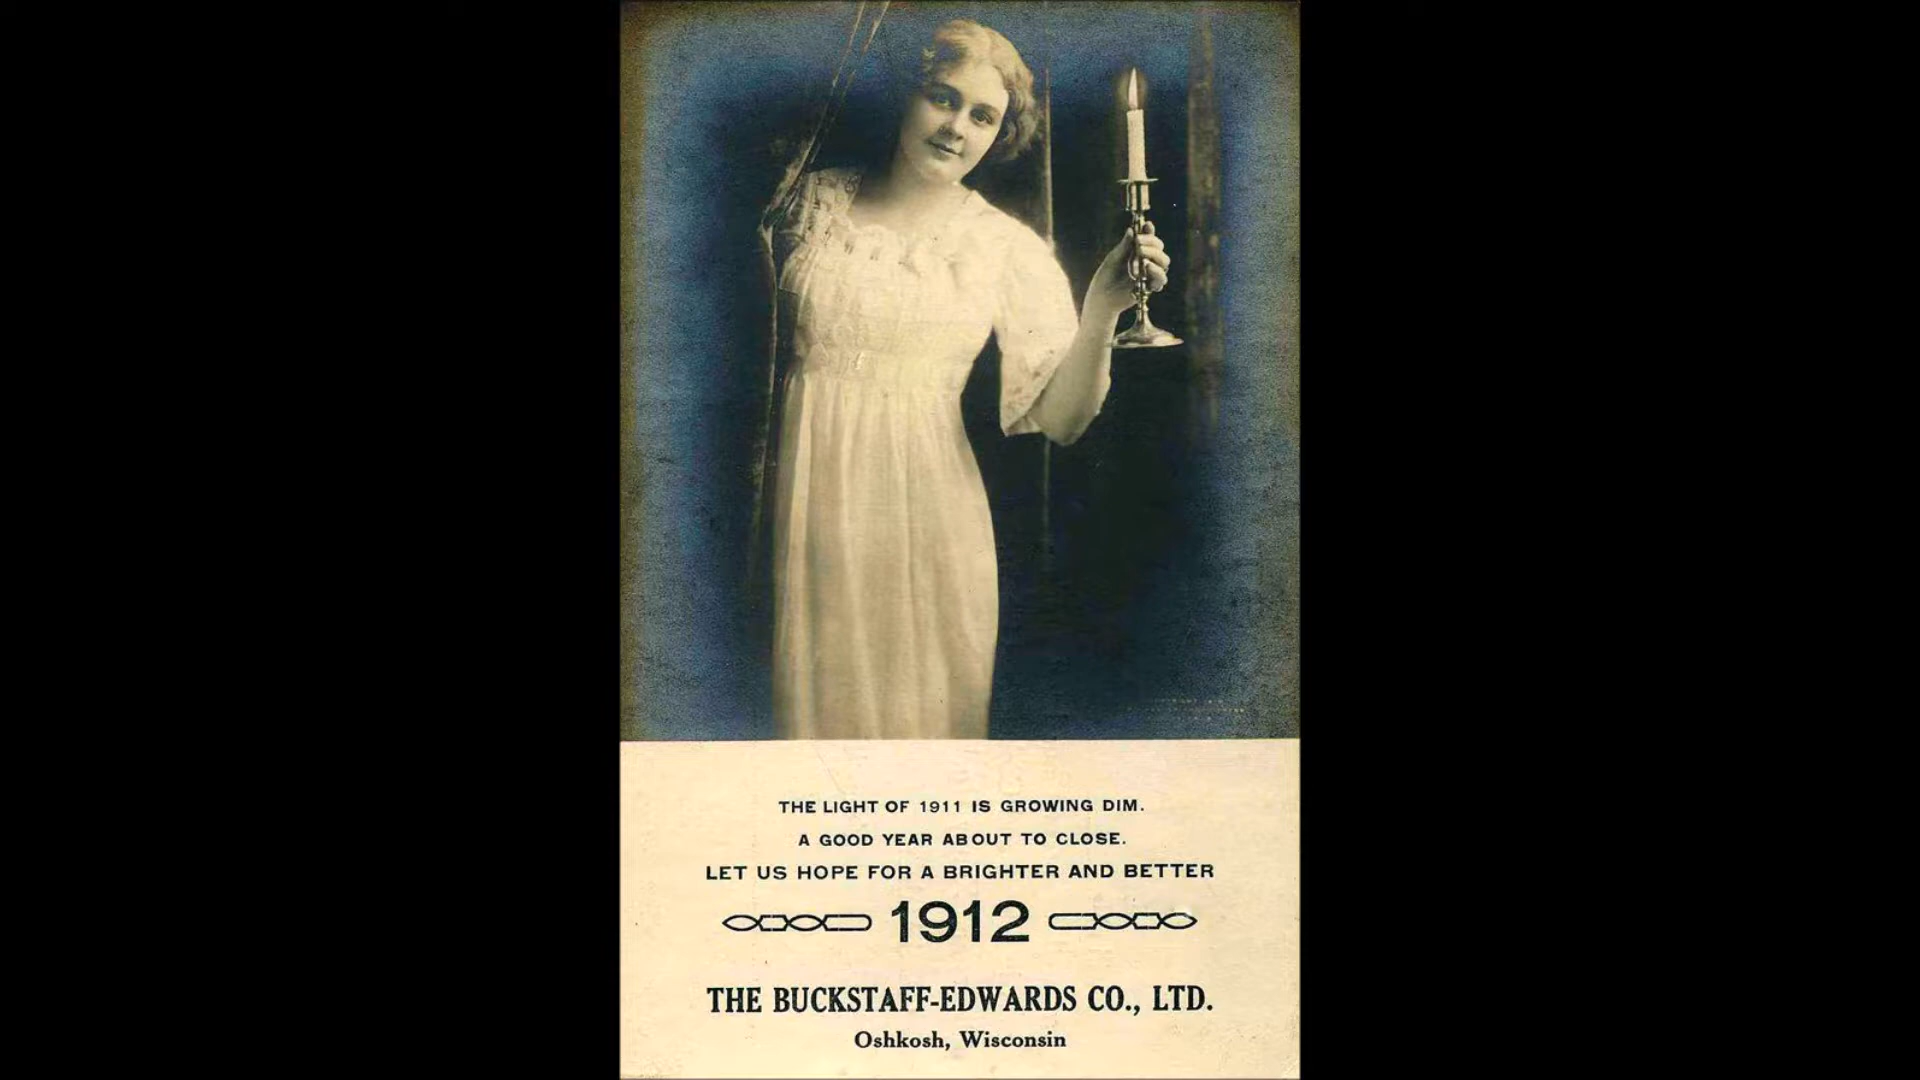 THE LIGHT OF 1911 IS GROWING DIM.
A GOOD YEAR ABOUT TO CLOSE.
LET US HOPE FOR A BRIGHTER AND BETTER
1912
THE BUCKSTAFF-EDWARDS CO., LTD.
Oshkosh, Wisconsin